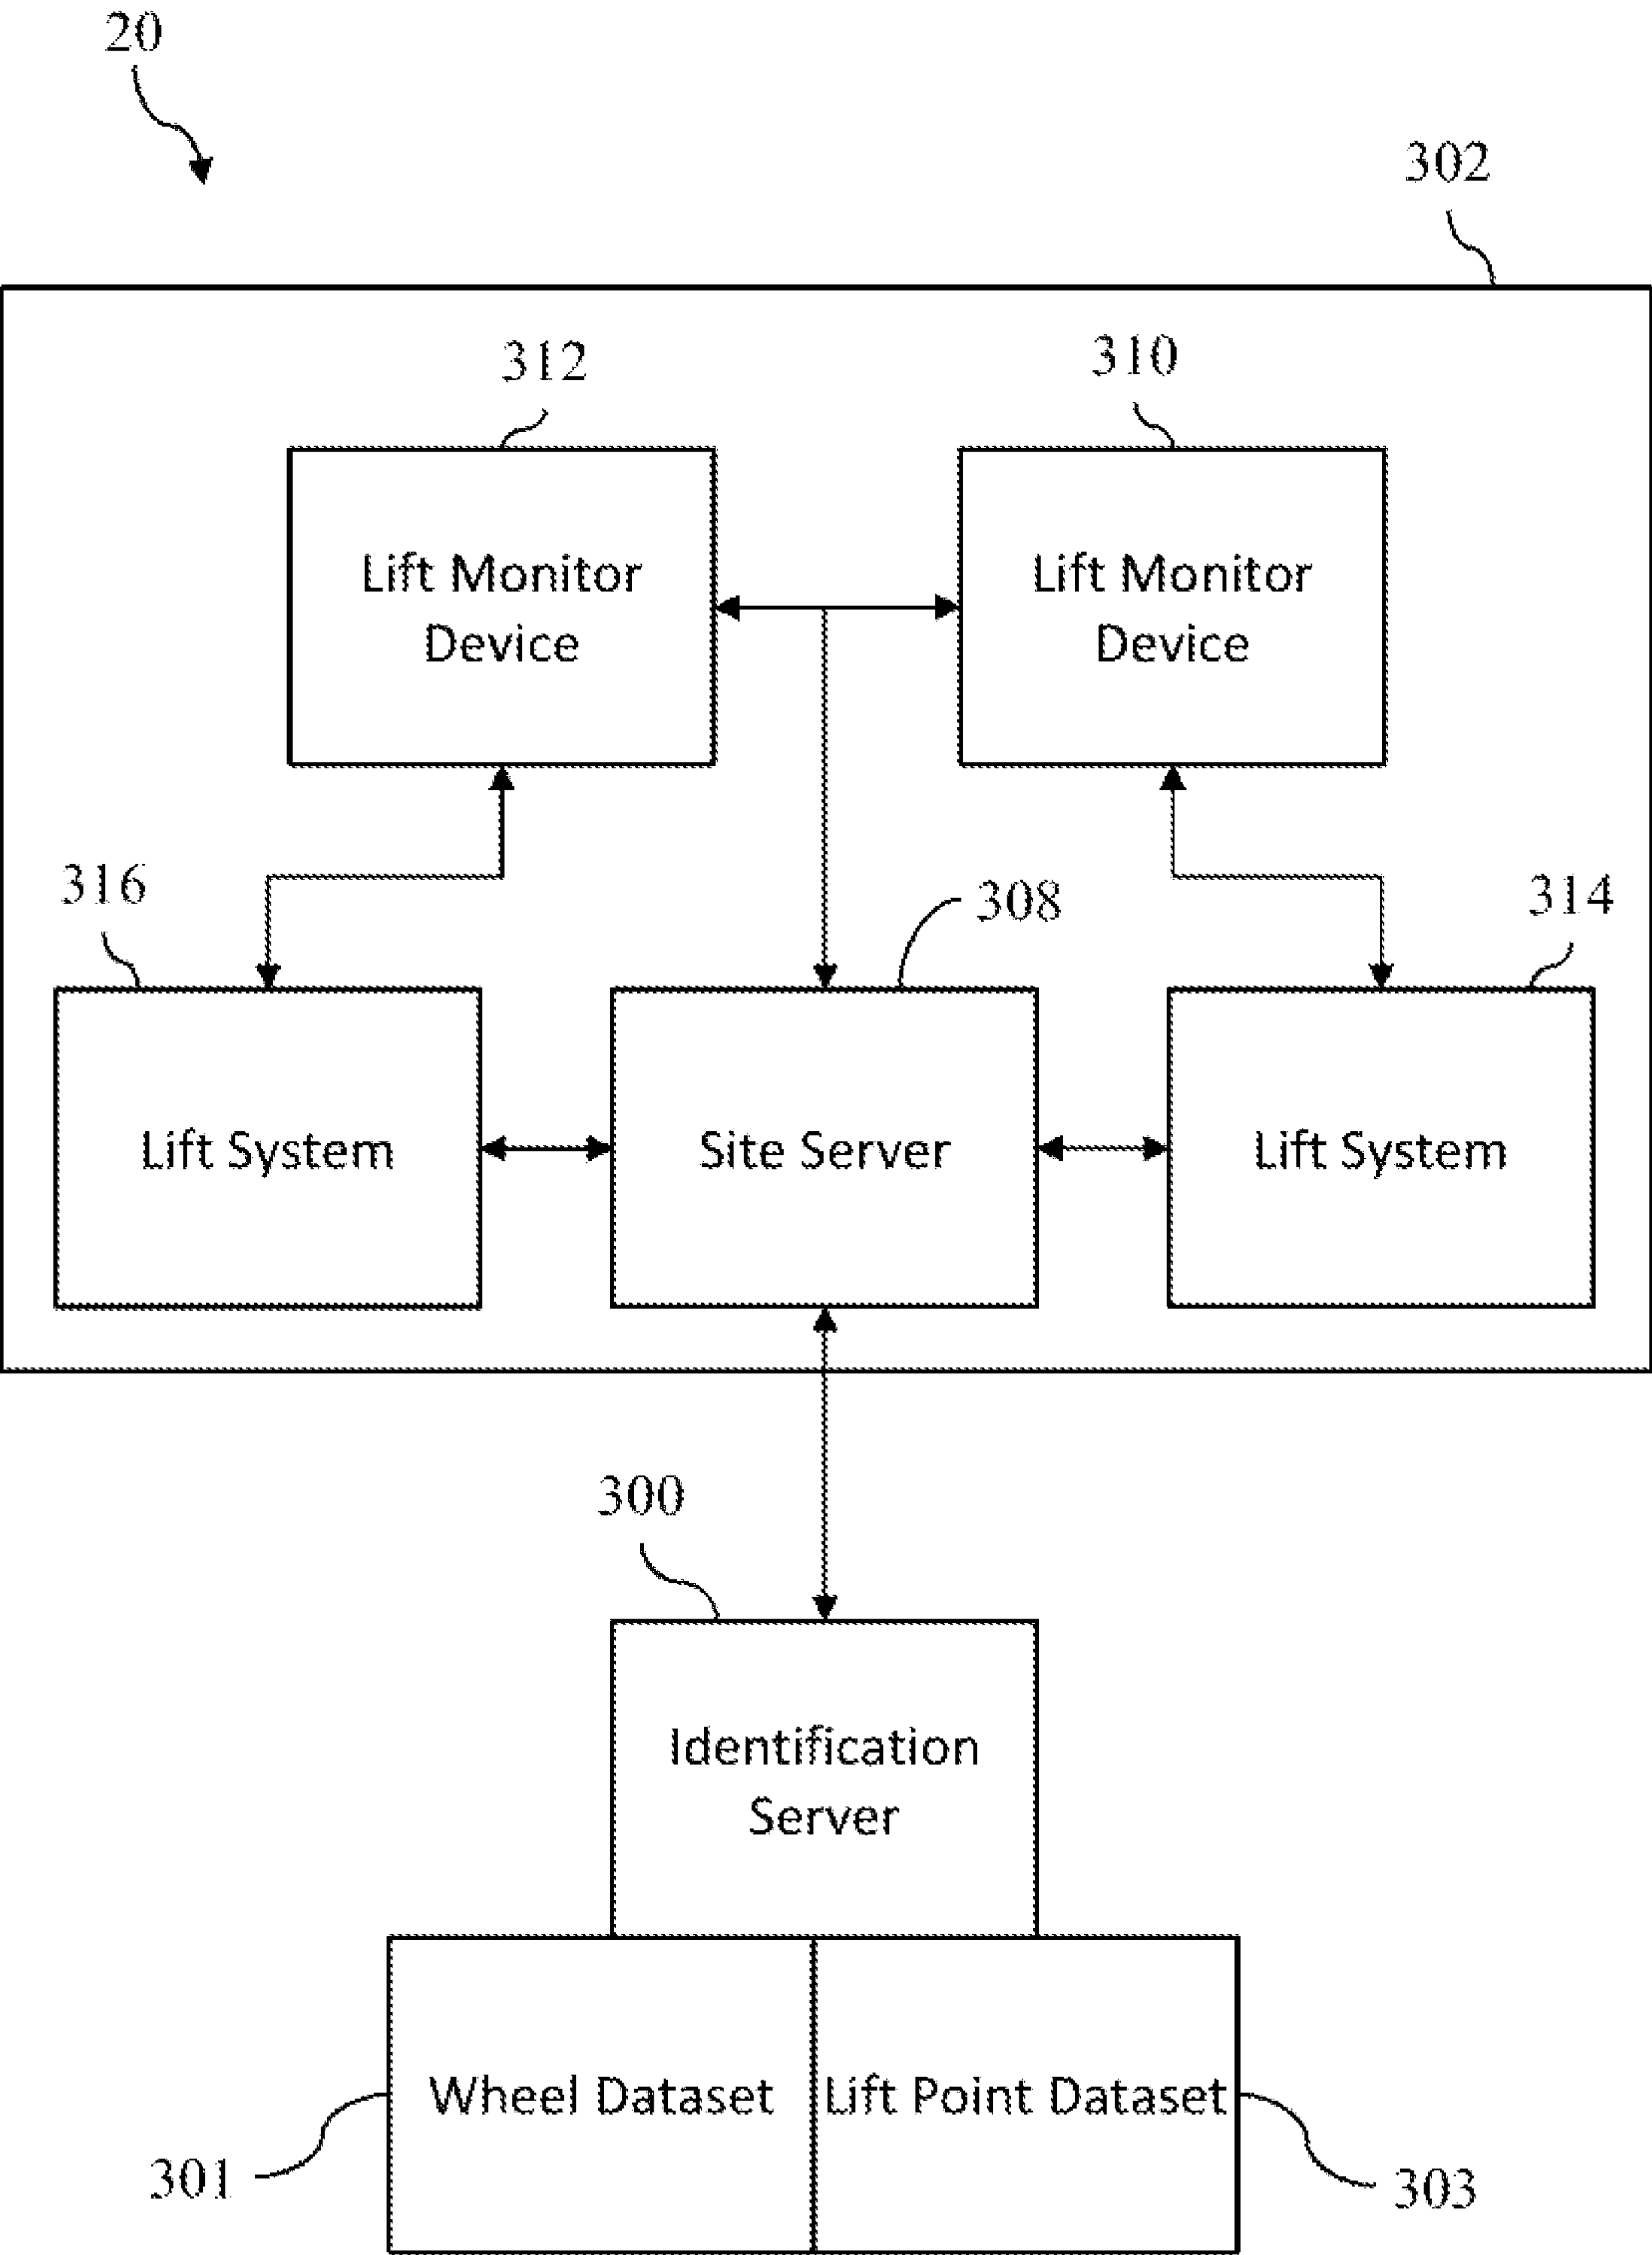 20
302
312
310
Lift Monitor
Device
Lift Monitor
Device
316
308
314
Lift System
Site Server
Lift System
300
Identification
Server
Wheel Dataset
Lift Point Dataset
301
303